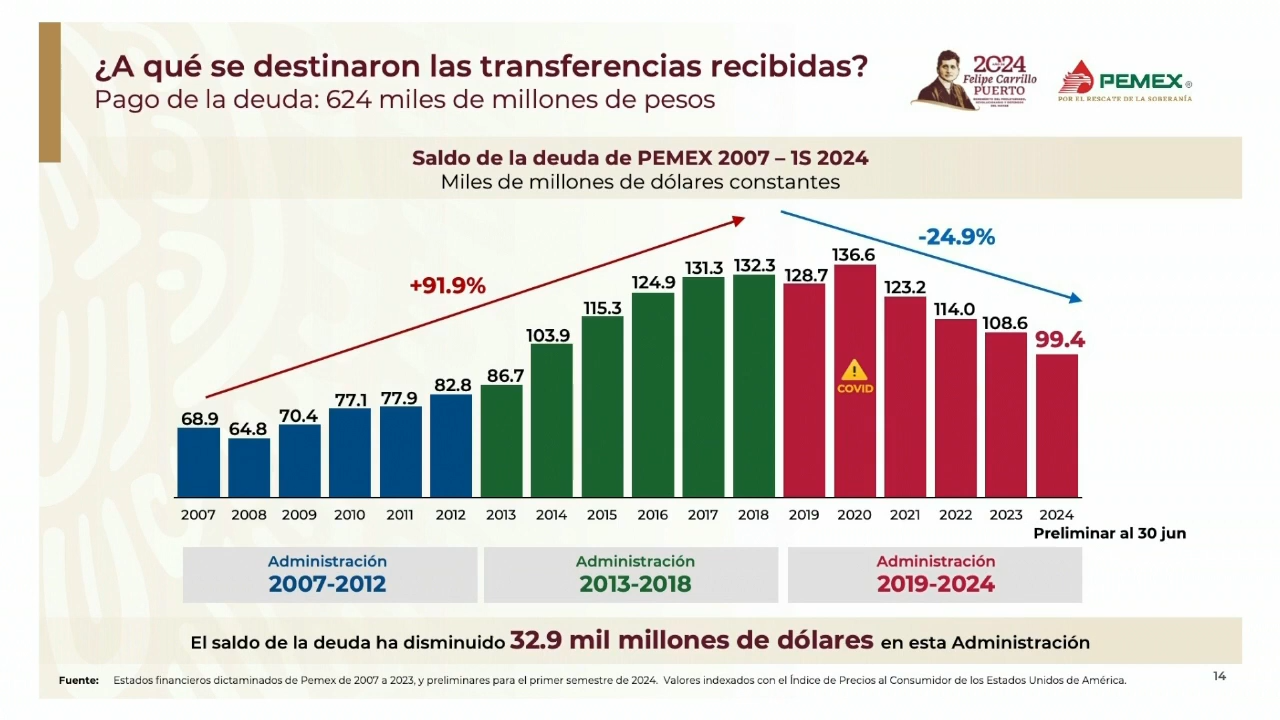 ¿A qué se destinaron las transferencias recibidas?
Pago de la deuda: 624 miles de millones de pesos
2024
Felipe Carrillo
PUERTO
PEMEX®
POR EL RESCATE DE LA SOBERANÍA
Saldo de la deuda de PEMEX 2007 – 1S 2024
Miles de millones de dólares constantes
+91.9%
-24.9%
68.9 64.8 70.4 77.1 77.9 82.8 86.7 103.9 115.3 124.9 131.3 132.3 128.7 136.6 123.2 114.0 108.6 99.4
COVID
2007 2008 2009 2010 2011 2012 2013 2014 2015 2016 2017 2018 2019 2020 2021 2022 2023 2024
Preliminar al 30 jun
Administración
2007-2012
Administración
2013-2018
Administración
2019-2024
El saldo de la deuda ha disminuido 32.9 mil millones de dólares en esta Administración
Fuente: Estados financieros dictaminados de Pemex de 2007 a 2023, y preliminares para el primer semestre de 2024. Valores indexados con el Índice de Precios al Consumidor de los Estados Unidos de América.
14